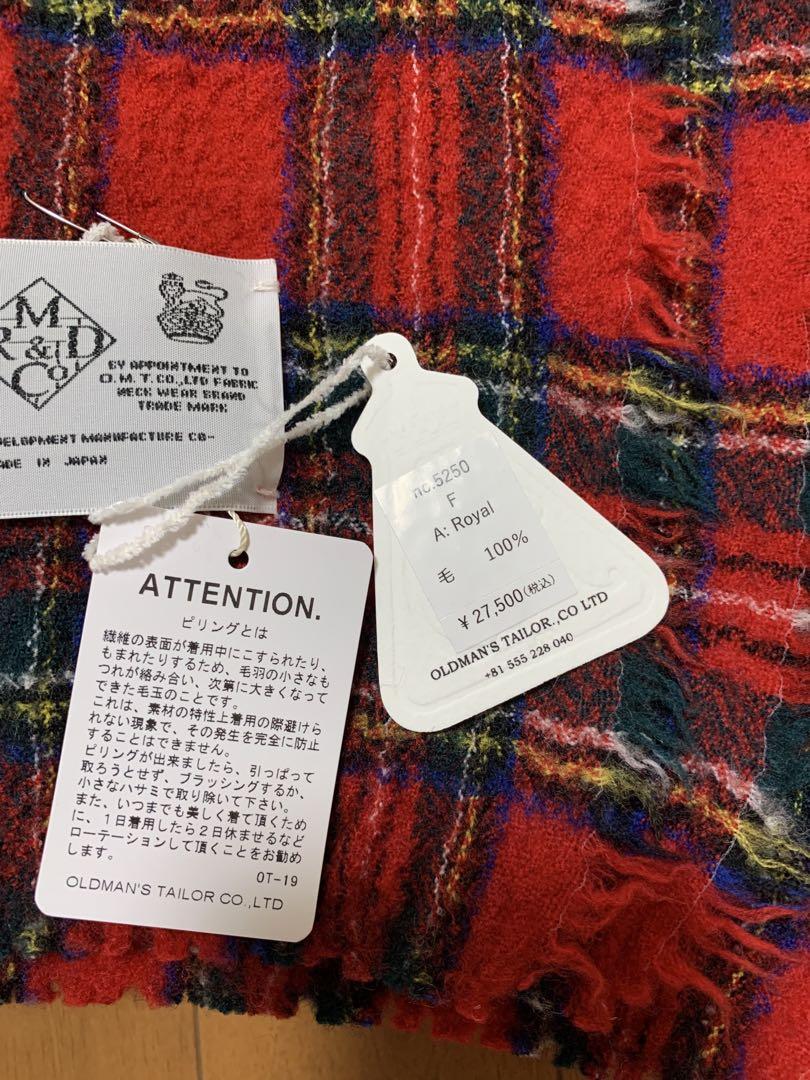 M
R & D
Co.
BY APPOINTMENT TO
O.M.T.CO.,LTD FABRIC
NECK WEAR BRAND
TRADE MARK
DEVELOPMENT MANUFACTURE CO-
MADE IN JAPAN
no.5250
F
A: Royal
毛 100%
¥27,500(税込)
OLDMAN'S TAILOR.,CO LTD
+81 555 228 040
ATTENTION.
ピリングとは
繊維の表面が着用中にこすられたり、
もまれたりするため、毛羽の小さなも
つれが絡み合い、次第に大きくなって
できた毛玉のことです。
これは、素材の特性上着用の際避けら
れない現象で、その発生を完全に防止
することはできません。
ピリングが出来ましたら、引っぱって
取ろうとせず、ブラッシングするか、
小さなハサミで取り除いて下さい。
また、いつまでも美しく着て頂くため
に、1日着用したら2日休ませるなど
ローテーションして頂くことをお勧め
します。
OT-19
OLDMAN'S TAILOR CO.,LTD